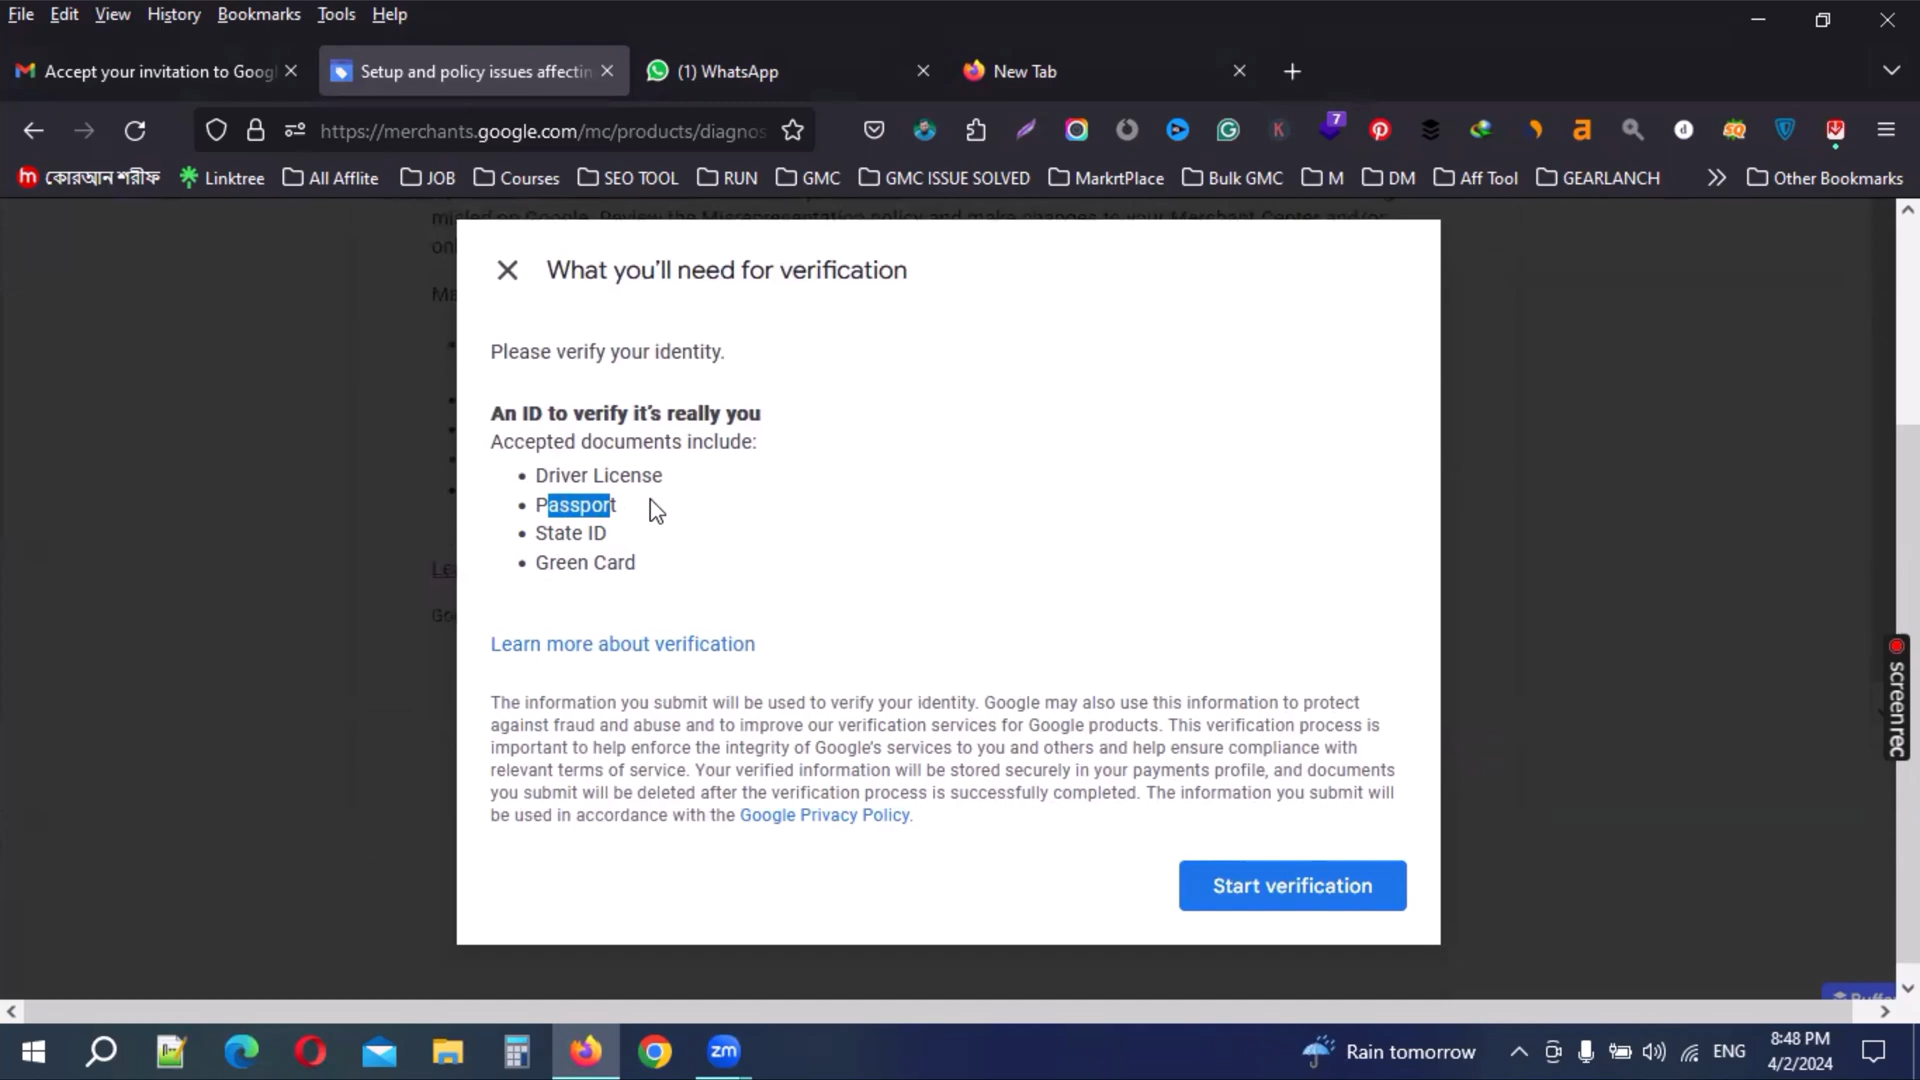 File Edit View History Bookmarks Tools Help
Accept your invitation to Goog
Setup and policy issues affectin
(1) WhatsApp
New Tab
https://merchants.google.com/mc/products/diagnos
7
কোরআন শরীফ Linktree All Afflite JOB Courses SEO TOOL RUN GMC GMC ISSUE SOLVED MarkrtPlace Bulk GMC M DM Aff Tool GEARLANCH Other Bookmarks
What you'll need for verification
Please verify your identity.
An ID to verify it's really you
Accepted documents include:
• Driver License
• Passport
• State ID
• Green Card
Learn more about verification
The information you submit will be used to verify your identity. Google may also use this information to protect
against fraud and abuse and to improve our verification services for Google products. This verification process is
important to help enforce the integrity of Google's services to you and others and help ensure compliance with
relevant terms of service. Your verified information will be stored securely in your payments profile, and documents
you submit will be deleted after the verification process is successfully completed. The information you submit will
be used in accordance with the Google Privacy Policy.
Start verification
screenrec
zm
Rain tomorrow
ENG
8:48 PM
4/2/2024